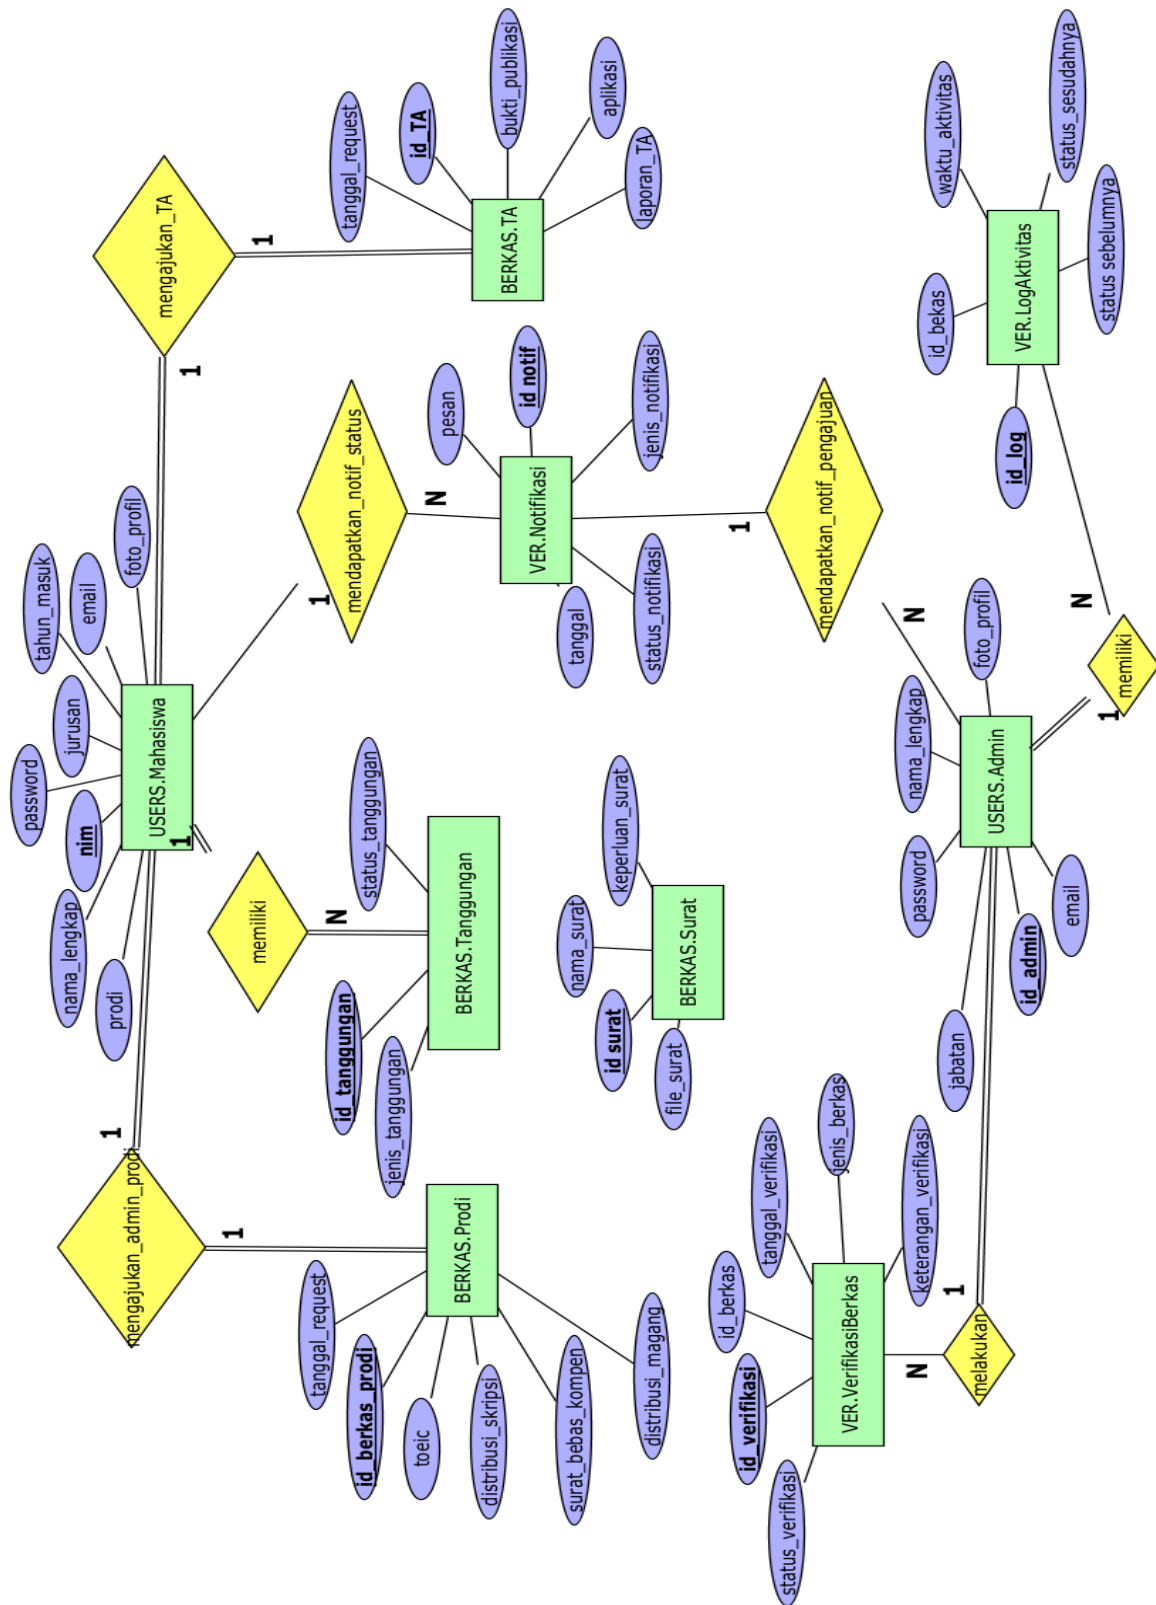 password
nama_lengkap
nim
jurusan
tahun_masuk
email
foto_profil
prodi
USERS.Mahasiswa
mengajukan_admin_prodi
1
1
1
mengajukan_TA
1
1
memiliki
N
1
mendapatkan_notif_status
N
tanggal_request
id_berkas_prodi
toeic
distribusi_skripsi
surat_bebas_kompen
distribusi_magang
BERKAS.Prodi
id_tanggungan
jenis_tanggungan
status_tanggungan
BERKAS.Tanggungan
tanggal_request
id_TA
bukti_publikasi
aplikasi
laporan_TA
BERKAS.TA
pesan
id notif
jenis_notifikasi
tanggal
status_notifikasi
VER.Notifikasi
nama_surat
keperluan_surat
id surat
file_surat
BERKAS.Surat
1
mendapatkan_notif_pengajuan
N
id_berkas
tanggal_verifikasi
jenis_berkas
id_verifikasi
status_verifikasi
keterangan_verifikasi
VER.VerifikasiBerkas
N
melakukan
1
password
nama_lengkap
foto_profil
jabatan
id_admin
email
USERS.Admin
1
memiliki
N
id_bekas
waktu_aktivitas
id_log
status_sesudahnya
status sebelumnya
VER.LogAktivitas